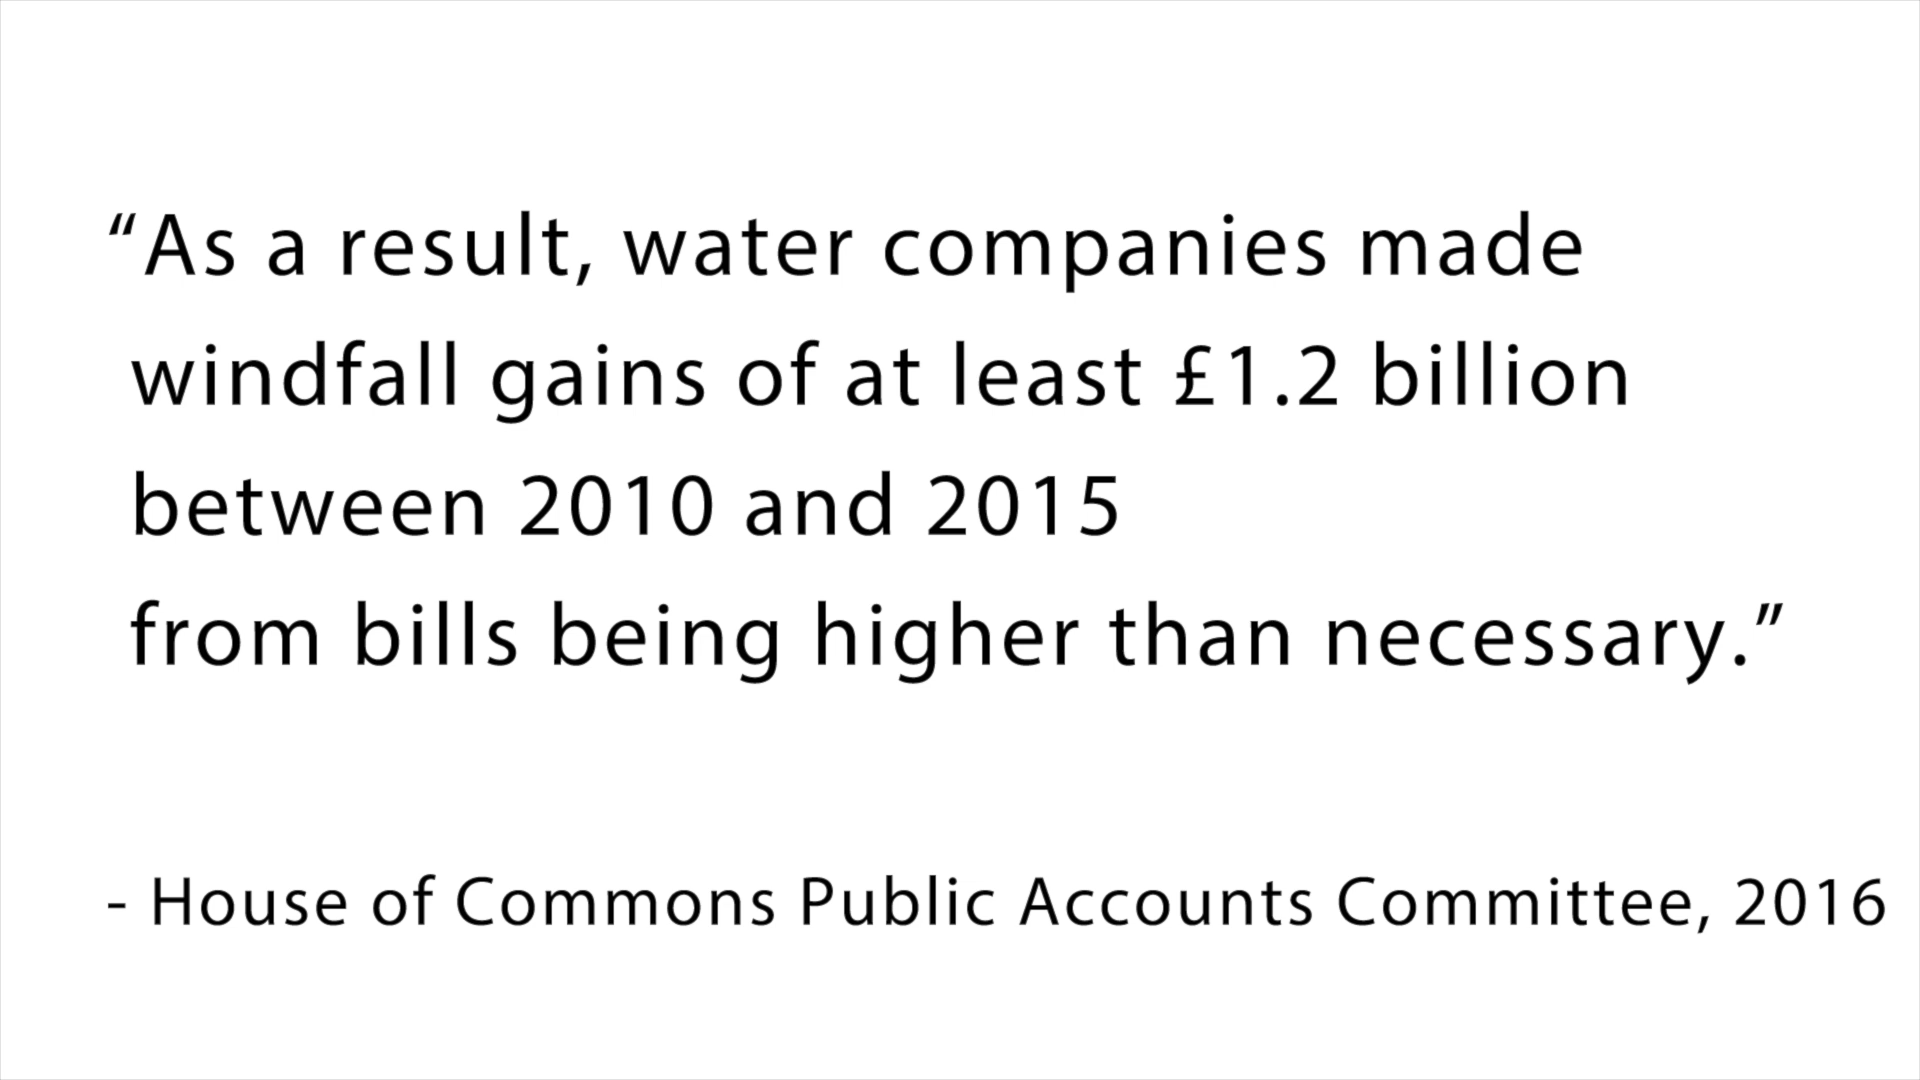 “As a result, water companies made
windfall gains of at least £1.2 billion
between 2010 and 2015
from bills being higher than necessary.”
- House of Commons Public Accounts Committee, 2016